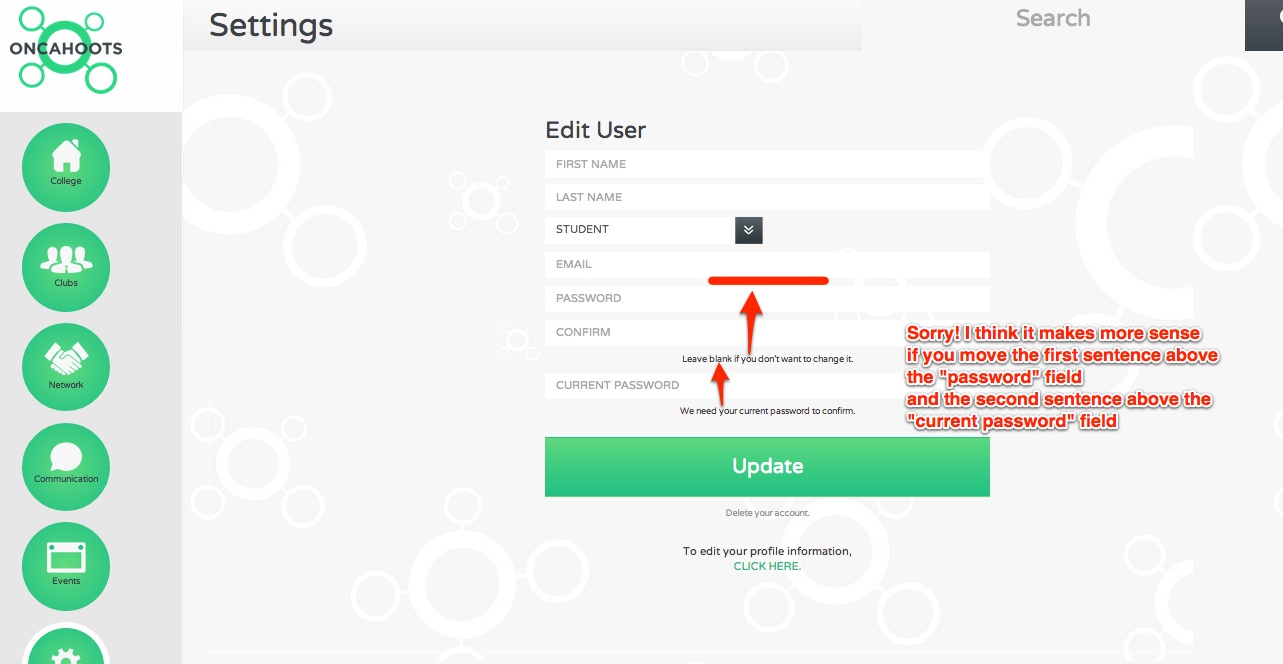 ONCAHOOTS
Settings
Search
College
Clubs
Network
Communication
Events
Edit User
FIRST NAME
LAST NAME
STUDENT
EMAIL
PASSWORD
CONFIRM
Leave blank if you don't want to change it.
CURRENT PASSWORD
We need your current password to confirm.
Sorry! I think it makes more sense
if you move the first sentence above
the "password" field
and the second sentence above the
"current password" field
Update
Delete your account.
To edit your profile information,
CLICK HERE.